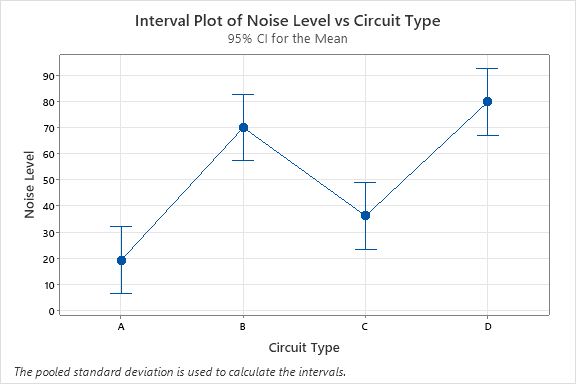 Interval Plot of Noise Level vs Circuit Type
95% CI for the Mean
Noise Level
90
80
70
60
50
40
30
20
10
0
A B C D
Circuit Type
The pooled standard deviation is used to calculate the intervals.